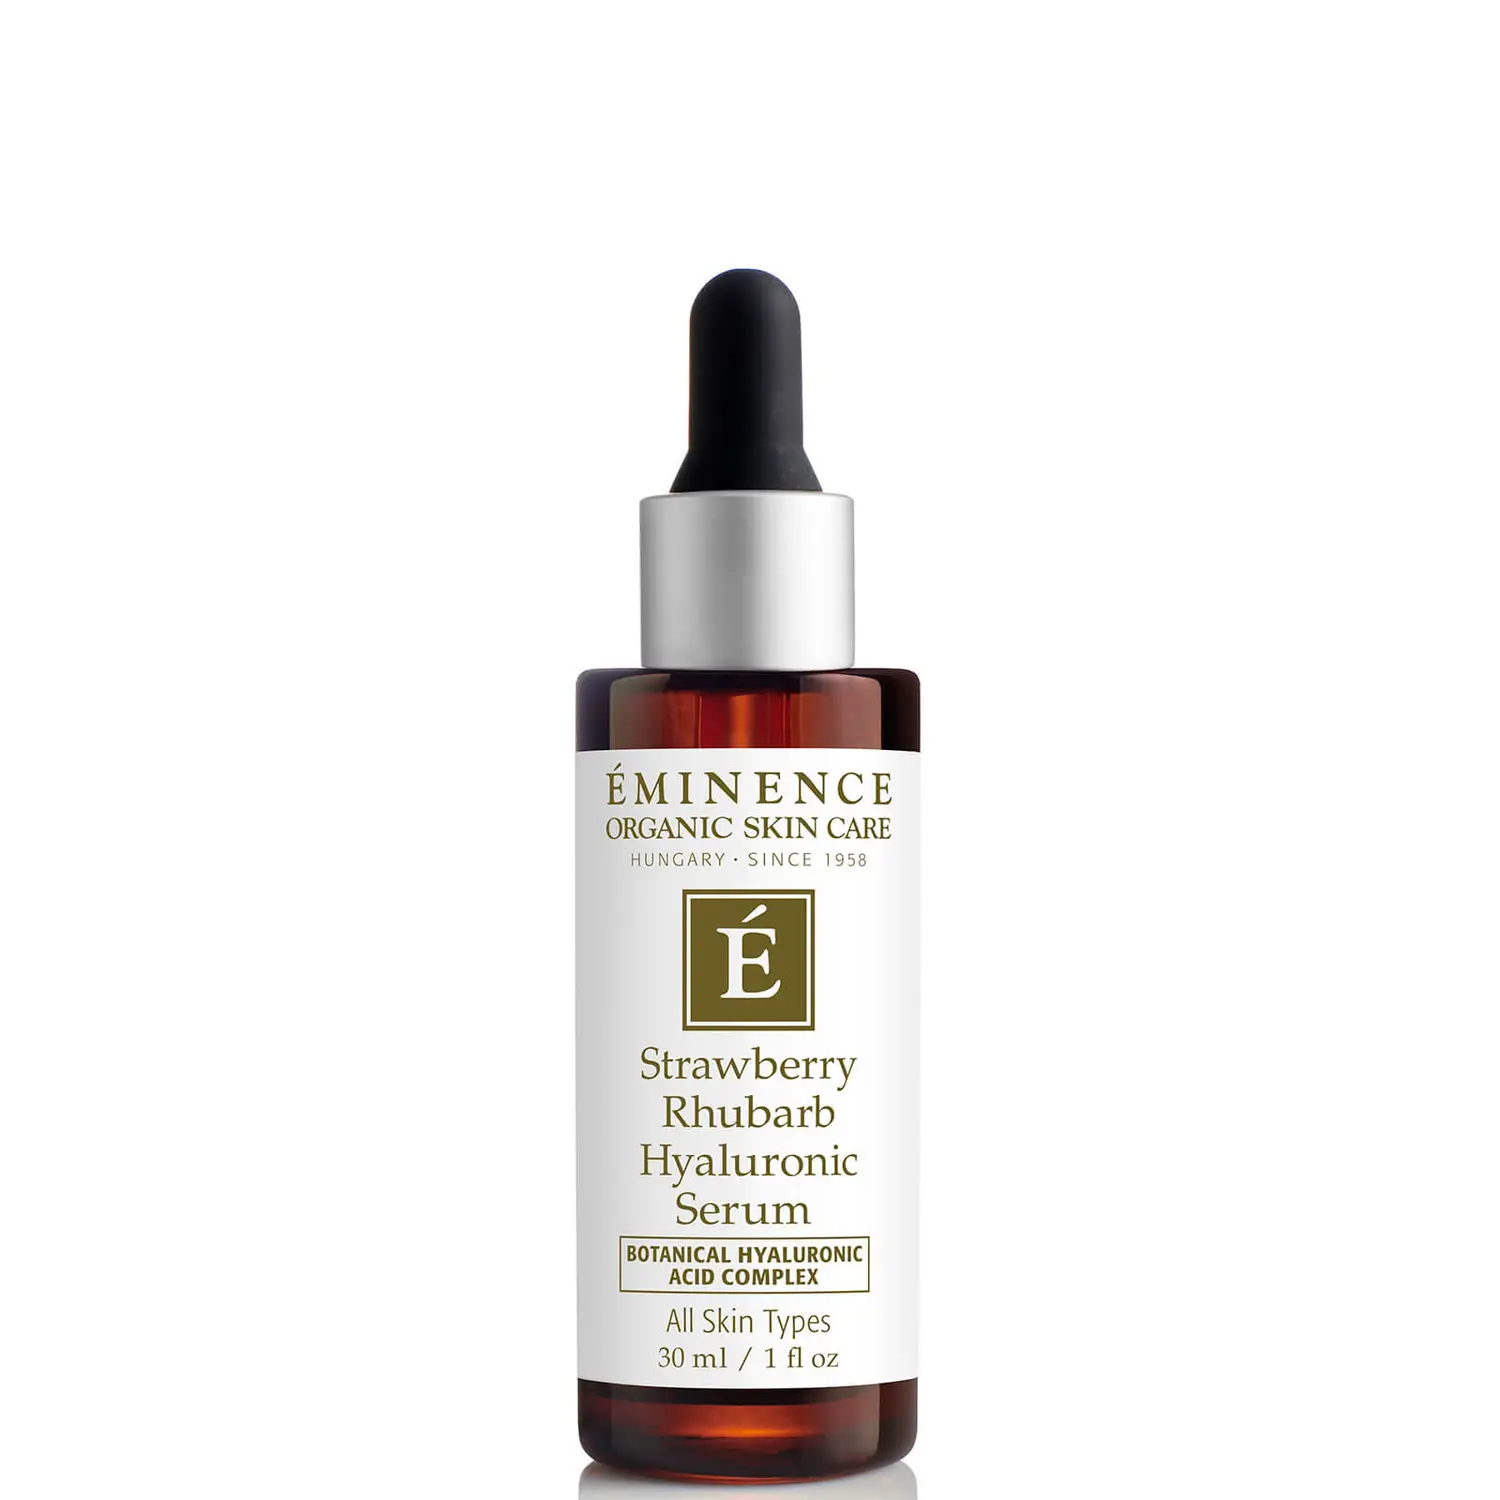 ÉMINENCE
ORGANIC SKIN CARE
HUNGARY · SINCE 1958
É
Strawberry
Rhubarb
Hyaluronic
Serum
BOTANICAL HYALURONIC
ACID COMPLEX
All Skin Types
30 ml / 1 fl oz